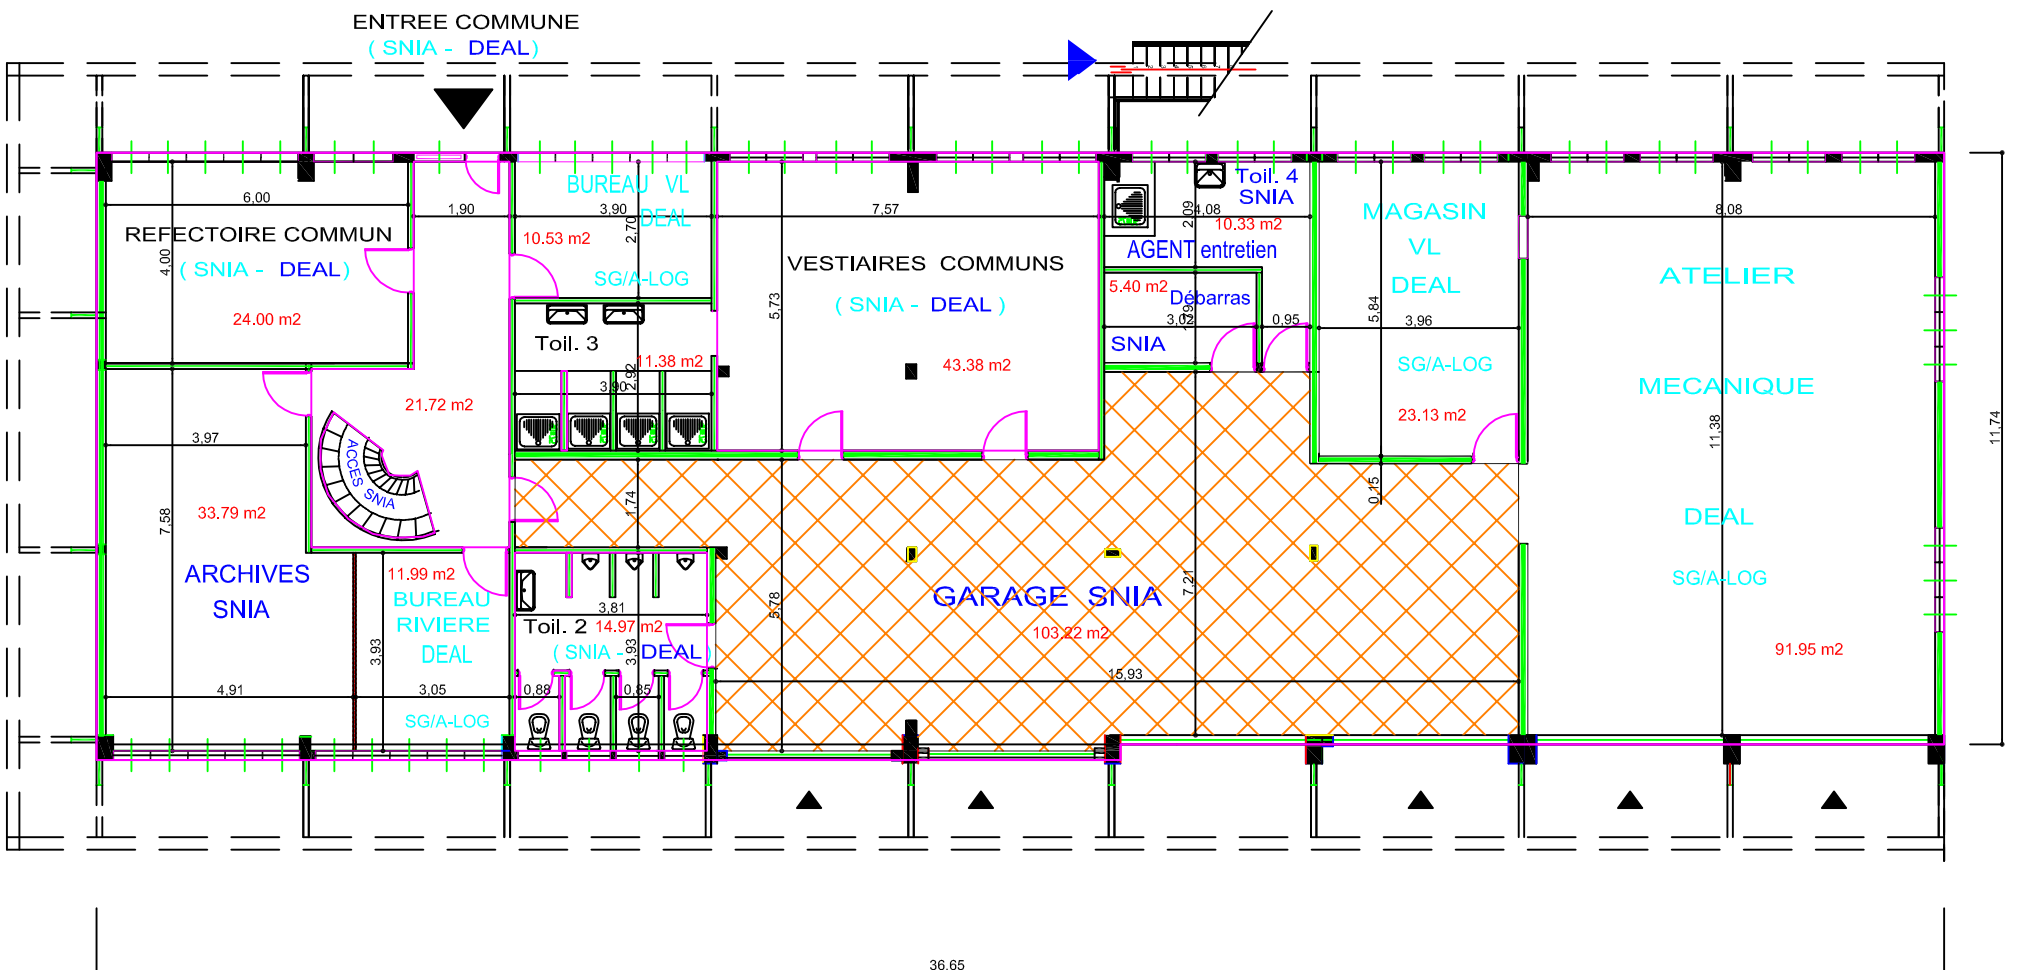 ENTREE COMMUNE
( SNIA - DEAL)
6,00
1,90
3,90
7,57
4,08
8,08
REFECTOIRE COMMUN
( SNIA - DEAL)
4,00
24.00 m2
BUREAU VL
DEAL
10.53 m2
2,70
SG/A-LOG
VESTIAIRES COMMUNS
( SNIA - DEAL )
5,73
43.38 m2
Toil. 4
SNIA
2,09
10.33 m2
AGENT entretien
5.40 m2
Débarras
3,02
0,95
SNIA
MAGASIN
VL
DEAL
5,84
3,96
SG/A-LOG
23.13 m2
0,15
ATELIER
MECANIQUE
DEAL
SG/A-LOG
11,38
91.95 m2
11,74
Toil. 3
11.38 m2
2,92
3,90
21.72 m2
3,97
ACCES SNIA
33.79 m2
7,58
ARCHIVES
SNIA
4,91
11.99 m2
BUREAU
RIVIERE
DEAL
3,93
3,05
SG/A-LOG
1,74
3,81
Toil. 2
14.97 m2
( SNIA - DEAL)
3,93
0,88
0,85
5,78
GARAGE SNIA
103.22 m2
7,21
15,93
36,65